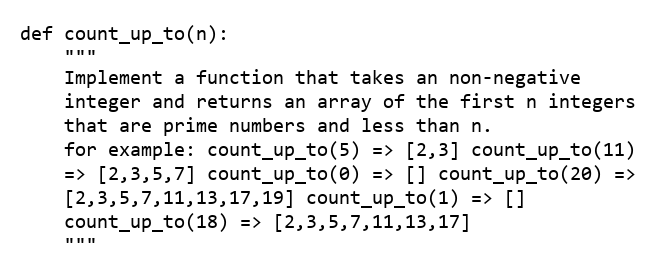 def count_up_to(n):
    """
    Implement a function that takes an non-negative
    integer and returns an array of the first n integers
    that are prime numbers and less than n.
    for example: count_up_to(5) => [2,3] count_up_to(11)
    => [2,3,5,7] count_up_to(0) => [] count_up_to(20) =>
    [2,3,5,7,11,13,17,19] count_up_to(1) => []
    count_up_to(18) => [2,3,5,7,11,13,17]
    """